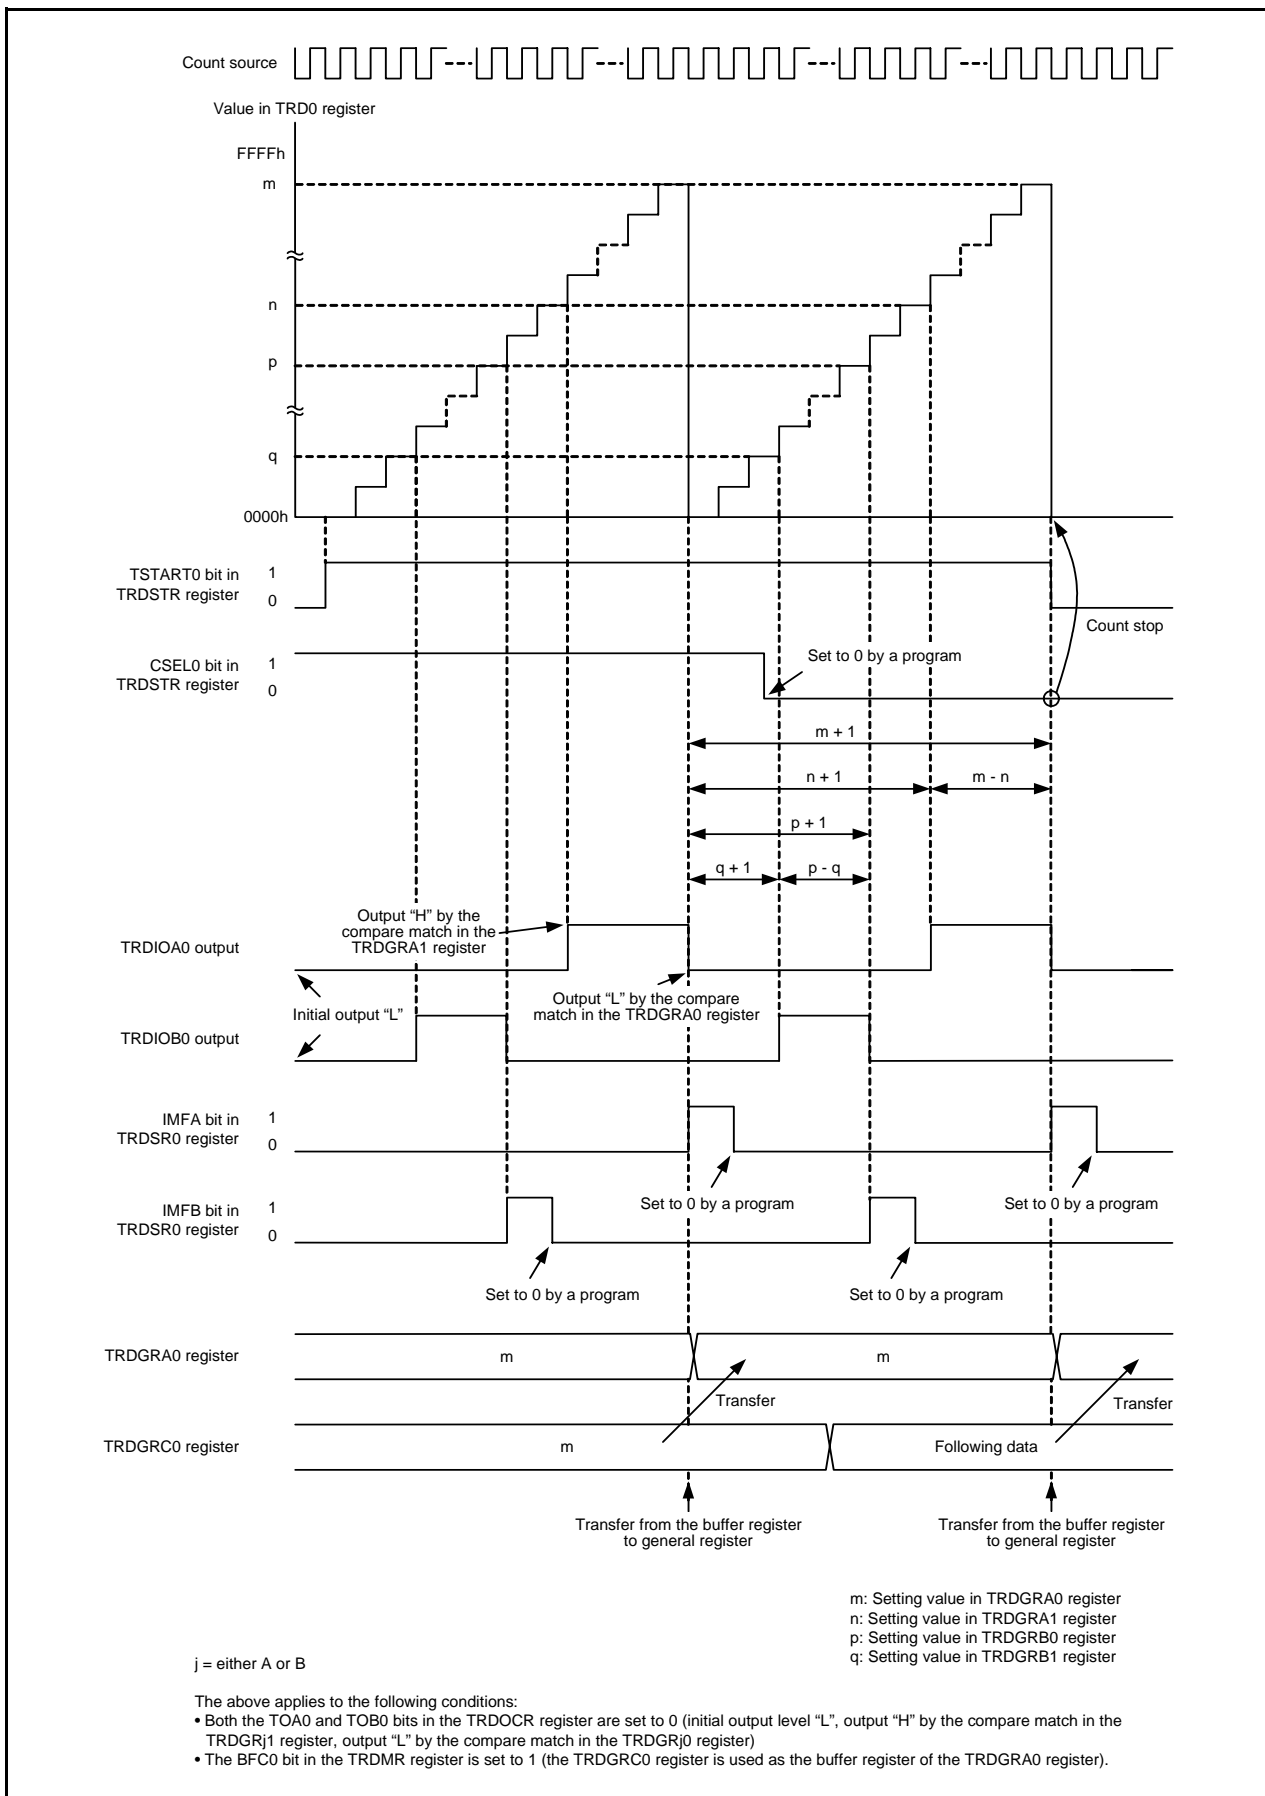 Count source
Value in TRD0 register
FFFFh
m
n
p
q
0000h
TSTART0 bit in
TRDSTR register
1
0
Count stop
CSEL0 bit in
TRDSTR register
1
0
Set to 0 by a program
m + 1
n + 1
m - n
p + 1
q + 1
p - q
Output “H” by the
compare match in the
TRDGRA1 register
TRDIOA0 output
Initial output “L”
Output “L” by the compare
match in the TRDGRA0 register
TRDIOB0 output
IMFA bit in
TRDSR0 register
1
0
Set to 0 by a program
Set to 0 by a program
IMFB bit in
TRDSR0 register
1
0
Set to 0 by a program
Set to 0 by a program
TRDGRA0 register
m
m
Transfer
Transfer
TRDGRC0 register
m
Following data
Transfer from the buffer register
to general register
Transfer from the buffer register
to general register
m: Setting value in TRDGRA0 register
n: Setting value in TRDGRA1 register
p: Setting value in TRDGRB0 register
q: Setting value in TRDGRB1 register
j = either A or B
The above applies to the following conditions:
• Both the TOA0 and TOB0 bits in the TRDOCR register are set to 0 (initial output level “L”, output “H” by the compare match in the
TRDGRj1 register, output “L” by the compare match in the TRDGRj0 register)
• The BFC0 bit in the TRDMR register is set to 1 (the TRDGRC0 register is used as the buffer register of the TRDGRA0 register).